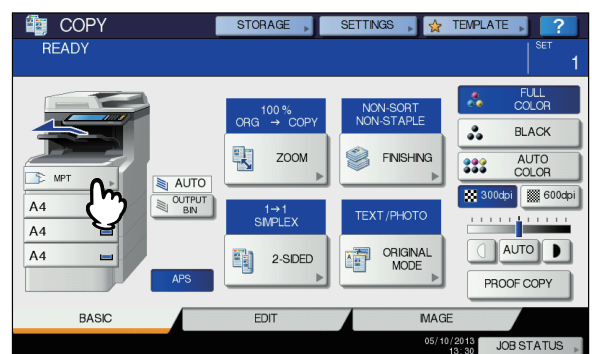 COPY
STORAGE
SETTINGS
TEMPLATE
?
READY
SET
1
100 %
ORG → COPY
ZOOM
NON-SORT
NON-STAPLE
FINISHING
FULL
COLOR
BLACK
AUTO
COLOR
300dpi
600dpi
MPT
A4
A4
A4
AUTO
OUTPUT
BIN
APS
1→1
SIMPLEX
2-SIDED
TEXT/PHOTO
ORIGINAL
MODE
AUTO
PROOF COPY
BASIC
EDIT
IMAGE
05/10/2013
13:30
JOB STATUS